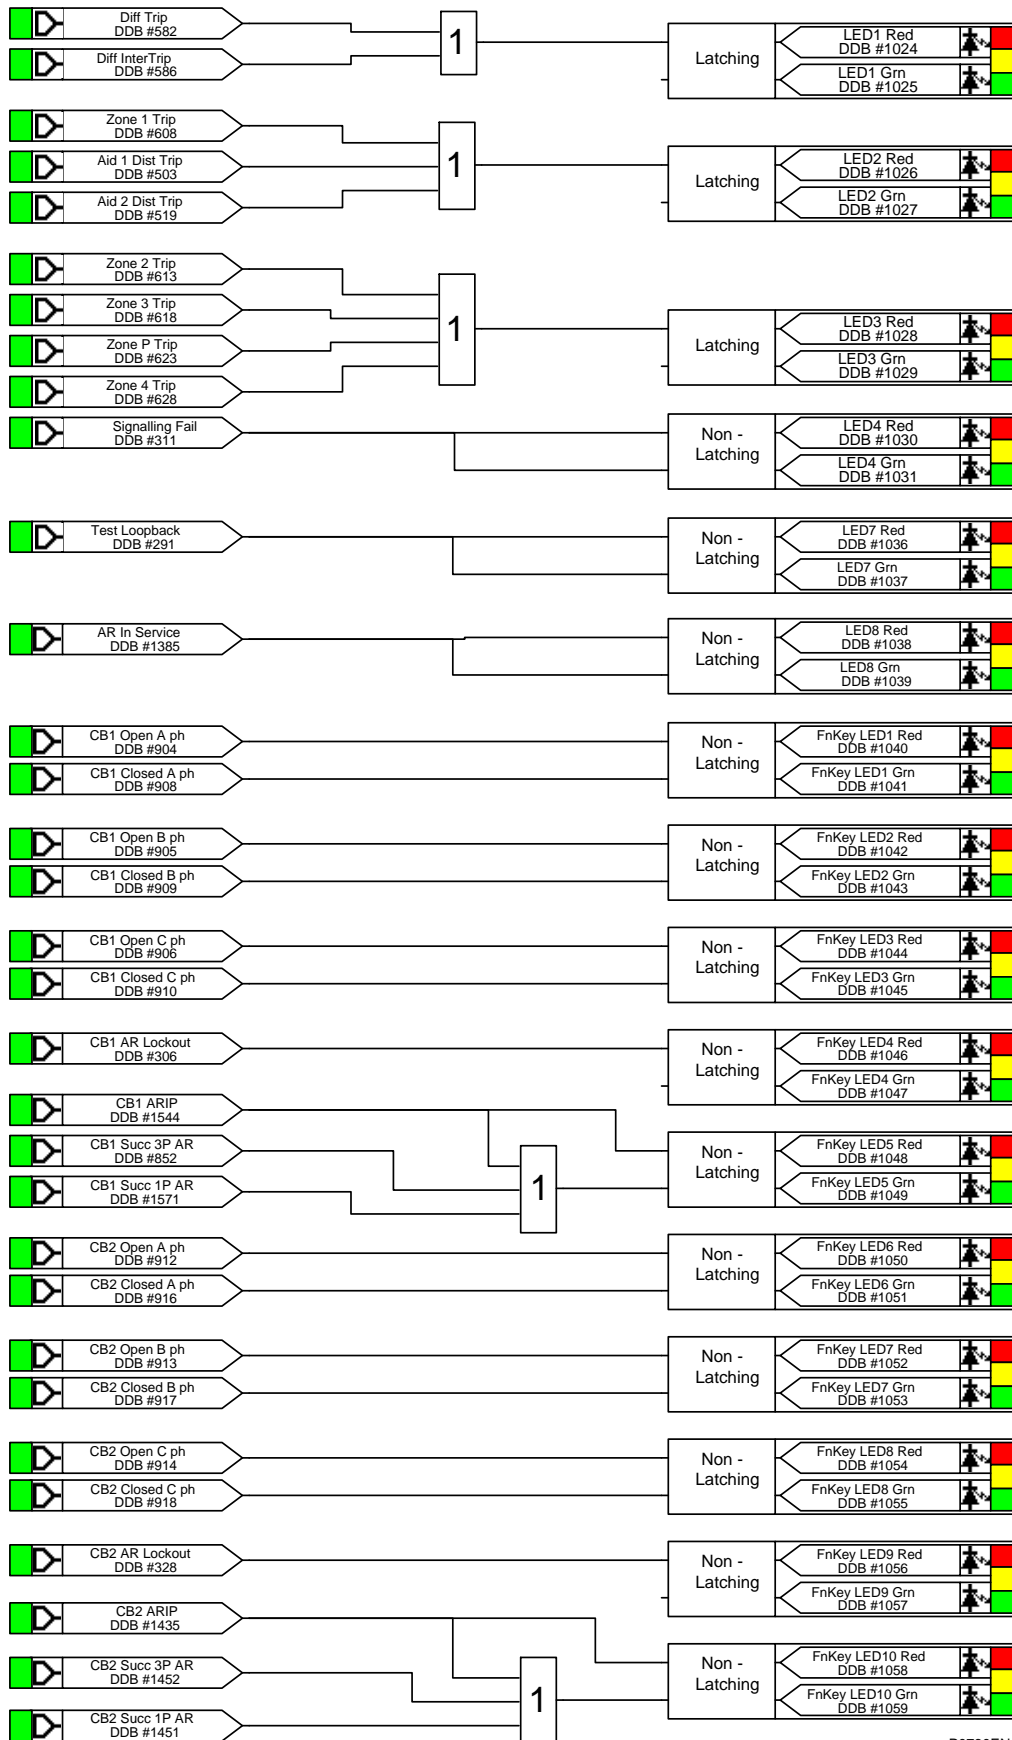 Diff Trip
DDB #582
Diff InterTrip
DDB #586
1
Latching
LED1 Red
DDB #1024
LED1 Grn
DDB #1025
Zone 1 Trip
DDB #608
Aid 1 Dist Trip
DDB #503
Aid 2 Dist Trip
DDB #519
1
Latching
LED2 Red
DDB #1026
LED2 Grn
DDB #1027
Zone 2 Trip
DDB #613
Zone 3 Trip
DDB #618
Zone P Trip
DDB #623
Zone 4 Trip
DDB #628
1
Latching
LED3 Red
DDB #1028
LED3 Grn
DDB #1029
Signalling Fail
DDB #311
Non -
Latching
LED4 Red
DDB #1030
LED4 Grn
DDB #1031
Test Loopback
DDB #291
Non -
Latching
LED7 Red
DDB #1036
LED7 Grn
DDB #1037
AR In Service
DDB #1385
Non -
Latching
LED8 Red
DDB #1038
LED8 Grn
DDB #1039
CB1 Open A ph
DDB #904
CB1 Closed A ph
DDB #908
Non -
Latching
FnKey LED1 Red
DDB #1040
FnKey LED1 Grn
DDB #1041
CB1 Open B ph
DDB #905
CB1 Closed B ph
DDB #909
Non -
Latching
FnKey LED2 Red
DDB #1042
FnKey LED2 Grn
DDB #1043
CB1 Open C ph
DDB #906
CB1 Closed C ph
DDB #910
Non -
Latching
FnKey LED3 Red
DDB #1044
FnKey LED3 Grn
DDB #1045
CB1 AR Lockout
DDB #306
Non -
Latching
FnKey LED4 Red
DDB #1046
FnKey LED4 Grn
DDB #1047
CB1 ARIP
DDB #1544
CB1 Succ 3P AR
DDB #852
CB1 Succ 1P AR
DDB #1571
1
Non -
Latching
FnKey LED5 Red
DDB #1048
FnKey LED5 Grn
DDB #1049
CB2 Open A ph
DDB #912
CB2 Closed A ph
DDB #916
Non -
Latching
FnKey LED6 Red
DDB #1050
FnKey LED6 Grn
DDB #1051
CB2 Open B ph
DDB #913
CB2 Closed B ph
DDB #917
Non -
Latching
FnKey LED7 Red
DDB #1052
FnKey LED7 Grn
DDB #1053
CB2 Open C ph
DDB #914
CB2 Closed C ph
DDB #918
Non -
Latching
FnKey LED8 Red
DDB #1054
FnKey LED8 Grn
DDB #1055
CB2 AR Lockout
DDB #328
Non -
Latching
FnKey LED9 Red
DDB #1056
FnKey LED9 Grn
DDB #1057
CB2 ARIP
DDB #1435
CB2 Succ 3P AR
DDB #1452
CB2 Succ 1P AR
DDB #1451
1
Non -
Latching
FnKey LED10 Red
DDB #1058
FnKey LED10 Grn
DDB #1059